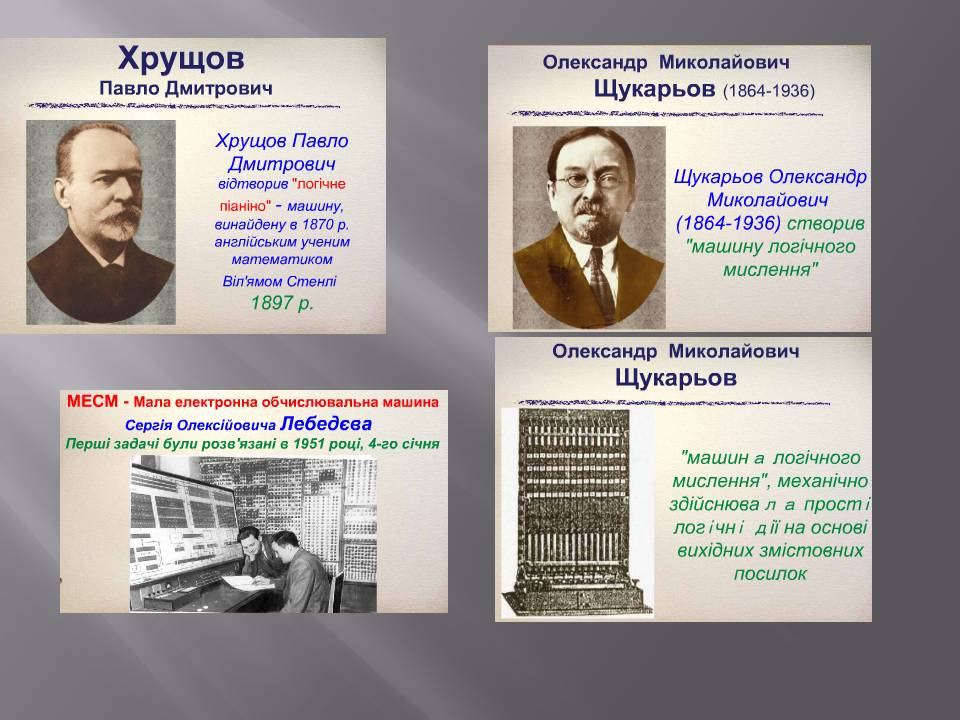 Хрущов
Павло Дмитрович
Хрущов Павло
Дмитрович
відтворив "логічне
піаніно" - машину,
винайдену в 1870 р.
англійським ученим
математиком
Віл'ямом Стенлі
1897 р.
Олександр Миколайович
Щукарьов (1864-1936)
Щукарьов Олександр
Миколайович
(1864-1936) створив
"машину логічного
мислення"
МЕСМ - Мала електронна обчислювальна машина
Сергія Олексійовича Лебедєва
Перші задачі були розв'язані в 1951 році, 4-го січня
Олександр Миколайович
Щукарьов
"машин а логічного
мислення", механічно
здійснюва л а прост і
лог і чн і д ії на основі
вихідних змістовних
посилок